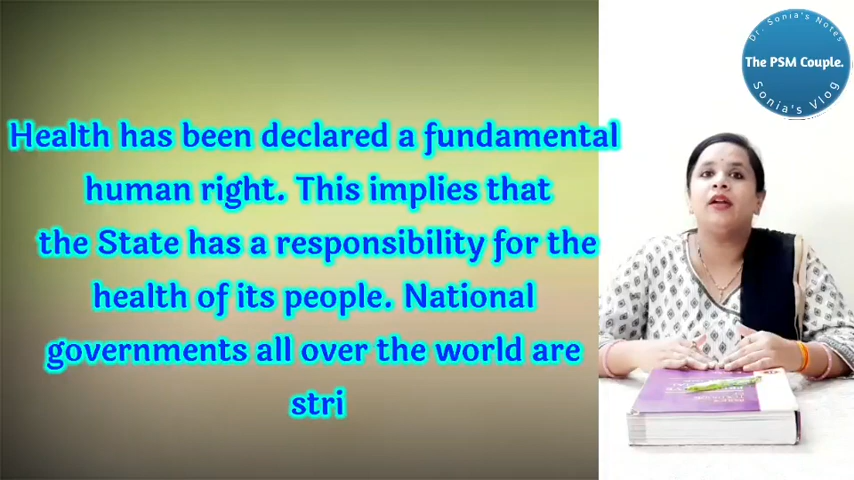 Health has been declared a fundamental
human right. This implies that
the State has a responsibility for the
health of its people. National
governments all over the world are
stri
Dr. Sonia's Notes
The PSM Couple.
Sonia's Vlog